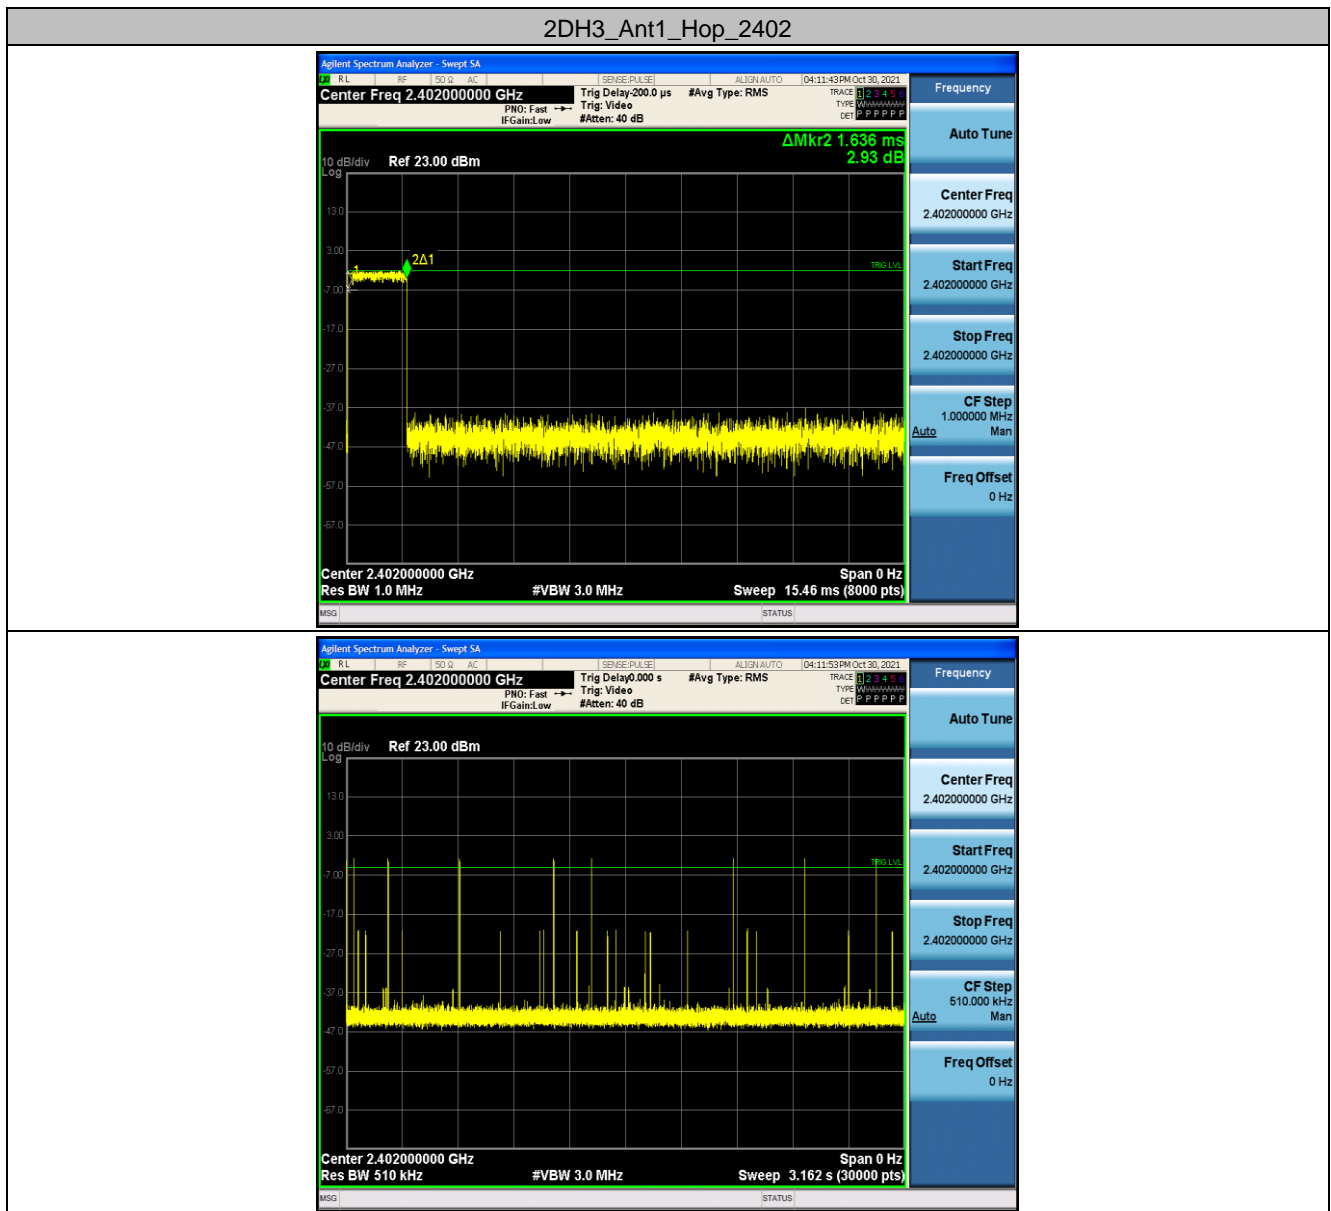 2DH3_Ant1_Hop_2402
Agilent Spectrum Analyzer - Swept SA
RL RF 50 Ω AC SENSE:PULSE ALIGN AUTO 04:11:43 PM Oct 30, 2021
Center Freq 2.402000000 GHz
PNO: Fast
IFGain:Low
Trig Delay-200.0 µs
Trig: Video
#Atten: 40 dB
#Avg Type: RMS
TRACE 1 2 3 4 5 6
TYPE W
DET P P P P P P
ΔMkr2 1.636 ms
2.93 dB
10 dB/div Ref 23.00 dBm
Log
13.0
3.00
2Δ1
1
TRIG LVL
-7.00
-17.0
-27.0
-37.0
-47.0
-57.0
-67.0
Center 2.402000000 GHz Span 0 Hz
Res BW 1.0 MHz #VBW 3.0 MHz Sweep 15.46 ms (8000 pts)
MSG STATUS
Frequency
Auto Tune
Center Freq
2.402000000 GHz
Start Freq
2.402000000 GHz
Stop Freq
2.402000000 GHz
CF Step
1.000000 MHz
Auto Man
Freq Offset
0 Hz
Agilent Spectrum Analyzer - Swept SA
RL RF 50 Ω AC SENSE:PULSE ALIGN AUTO 04:11:53 PM Oct 30, 2021
Center Freq 2.402000000 GHz
PNO: Fast
IFGain:Low
Trig Delay0.000 s
Trig: Video
#Atten: 40 dB
#Avg Type: RMS
TRACE 1 2 3 4 5 6
TYPE W
DET P P P P P P
10 dB/div Ref 23.00 dBm
Log
13.0
3.00
TRIG LVL
-7.00
-17.0
-27.0
-37.0
-47.0
-57.0
-67.0
Center 2.402000000 GHz Span 0 Hz
Res BW 510 kHz #VBW 3.0 MHz Sweep 3.162 s (30000 pts)
MSG STATUS
Frequency
Auto Tune
Center Freq
2.402000000 GHz
Start Freq
2.402000000 GHz
Stop Freq
2.402000000 GHz
CF Step
510.000 kHz
Auto Man
Freq Offset
0 Hz